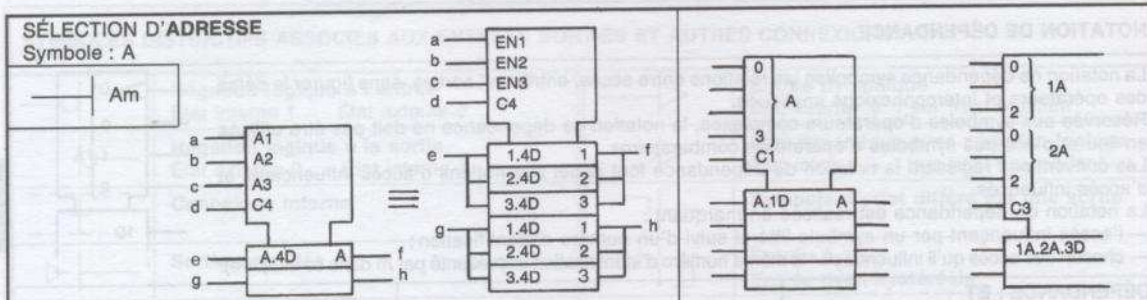 SÉLECTION D'ADRESSE
Symbole : A
Am
a
b
c
d
A1
A2
A3
C4
e
g
A.4D
A
f
h
a
b
c
d
EN1
EN2
EN3
C4
e
1.4D 1
2.4D 2
3.4D 3
f
g
1.4D 1
2.4D 2
3.4D 3
h
0
A
3
C1
A.1D
A
0
1A
2
0
2A
2
C3
1A.2A.3D